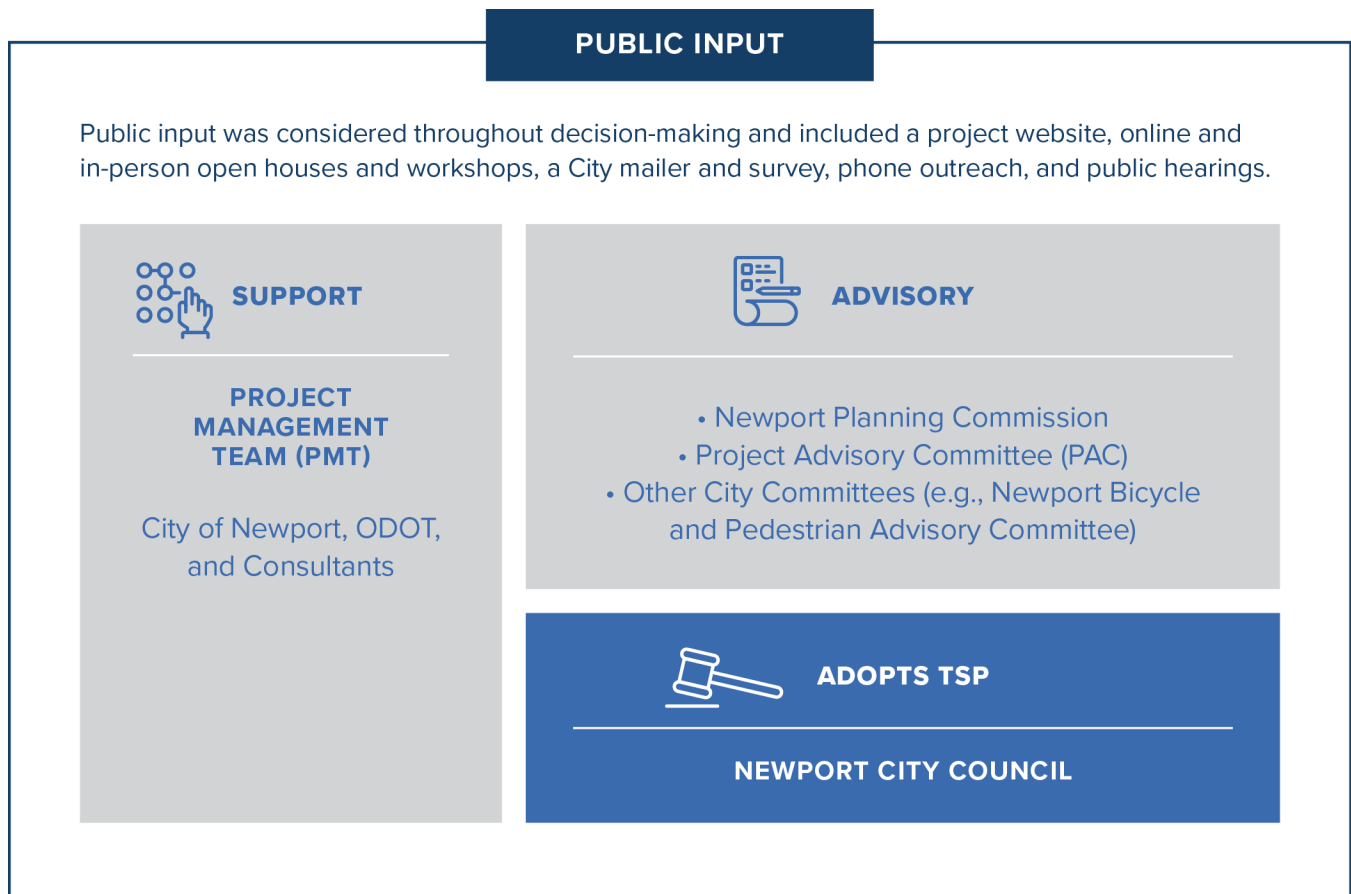 PUBLIC INPUT
Public input was considered throughout decision-making and included a project website, online and
in-person open houses and workshops, a City mailer and survey, phone outreach, and public hearings.
SUPPORT
PROJECT
MANAGEMENT
TEAM (PMT)
City of Newport, ODOT,
and Consultants
ADVISORY
• Newport Planning Commission
• Project Advisory Committee (PAC)
• Other City Committees (e.g., Newport Bicycle
and Pedestrian Advisory Committee)
ADOPTS TSP
NEWPORT CITY COUNCIL